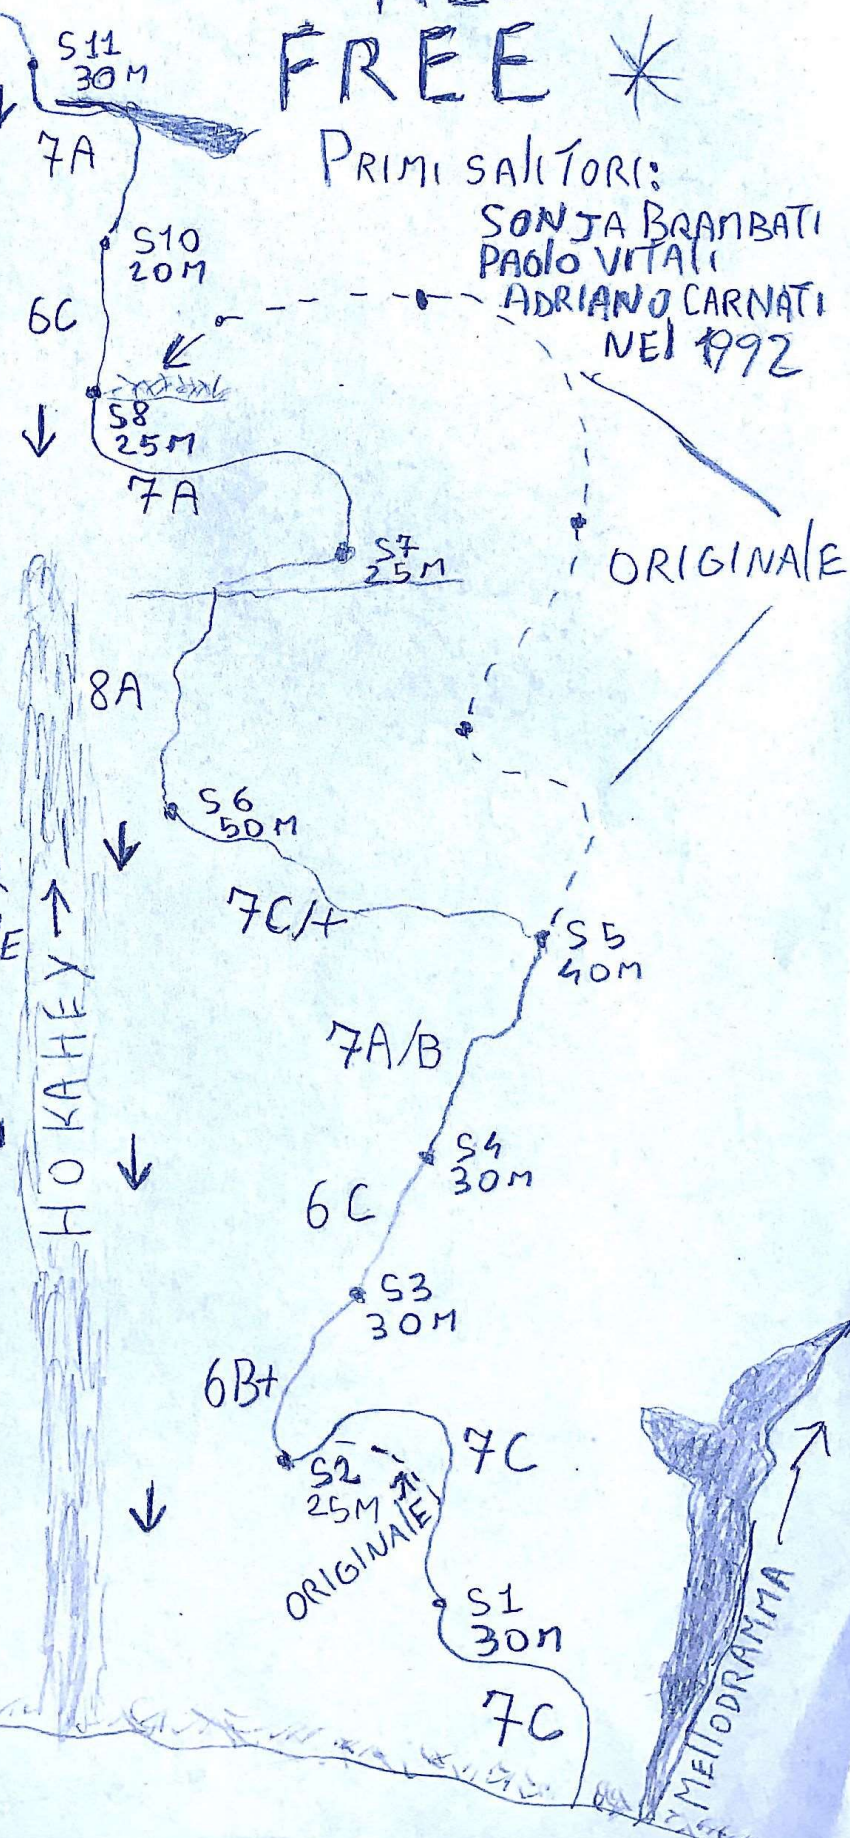 FREE *
PRIMI SALITORI:
SONJA BRAMBATI
PAOLO VITALI
ADRIANO CARNATI
NEL 1992
S11
30M
7A
S10
20M
6C
S8
25M
7A
S7
25M
ORIGINALE
8A
S6
50M
7C/+
S5
40M
E
7A/B
HOKAHEY
S4
30M
6C
S3
30M
6B+
7C
S2
25M
ORIGINALE
S1
30M
7C
MELLODRAMMA